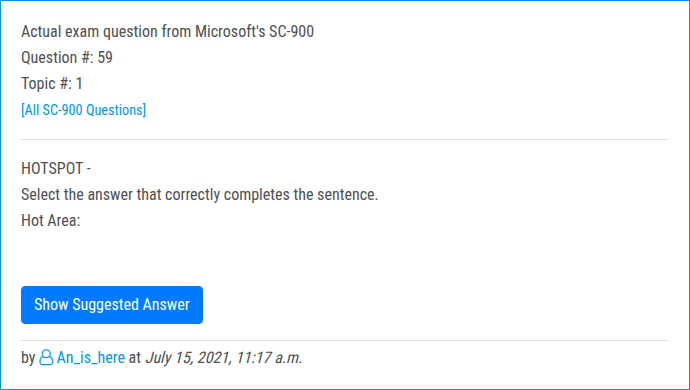 Actual exam question from Microsoft's SC-900
Question #: 59
Topic #: 1
[All SC-900 Questions]
HOTSPOT -
Select the answer that correctly completes the sentence.
Hot Area:
Show Suggested Answer
by An_is_here at July 15, 2021, 11:17 a.m.